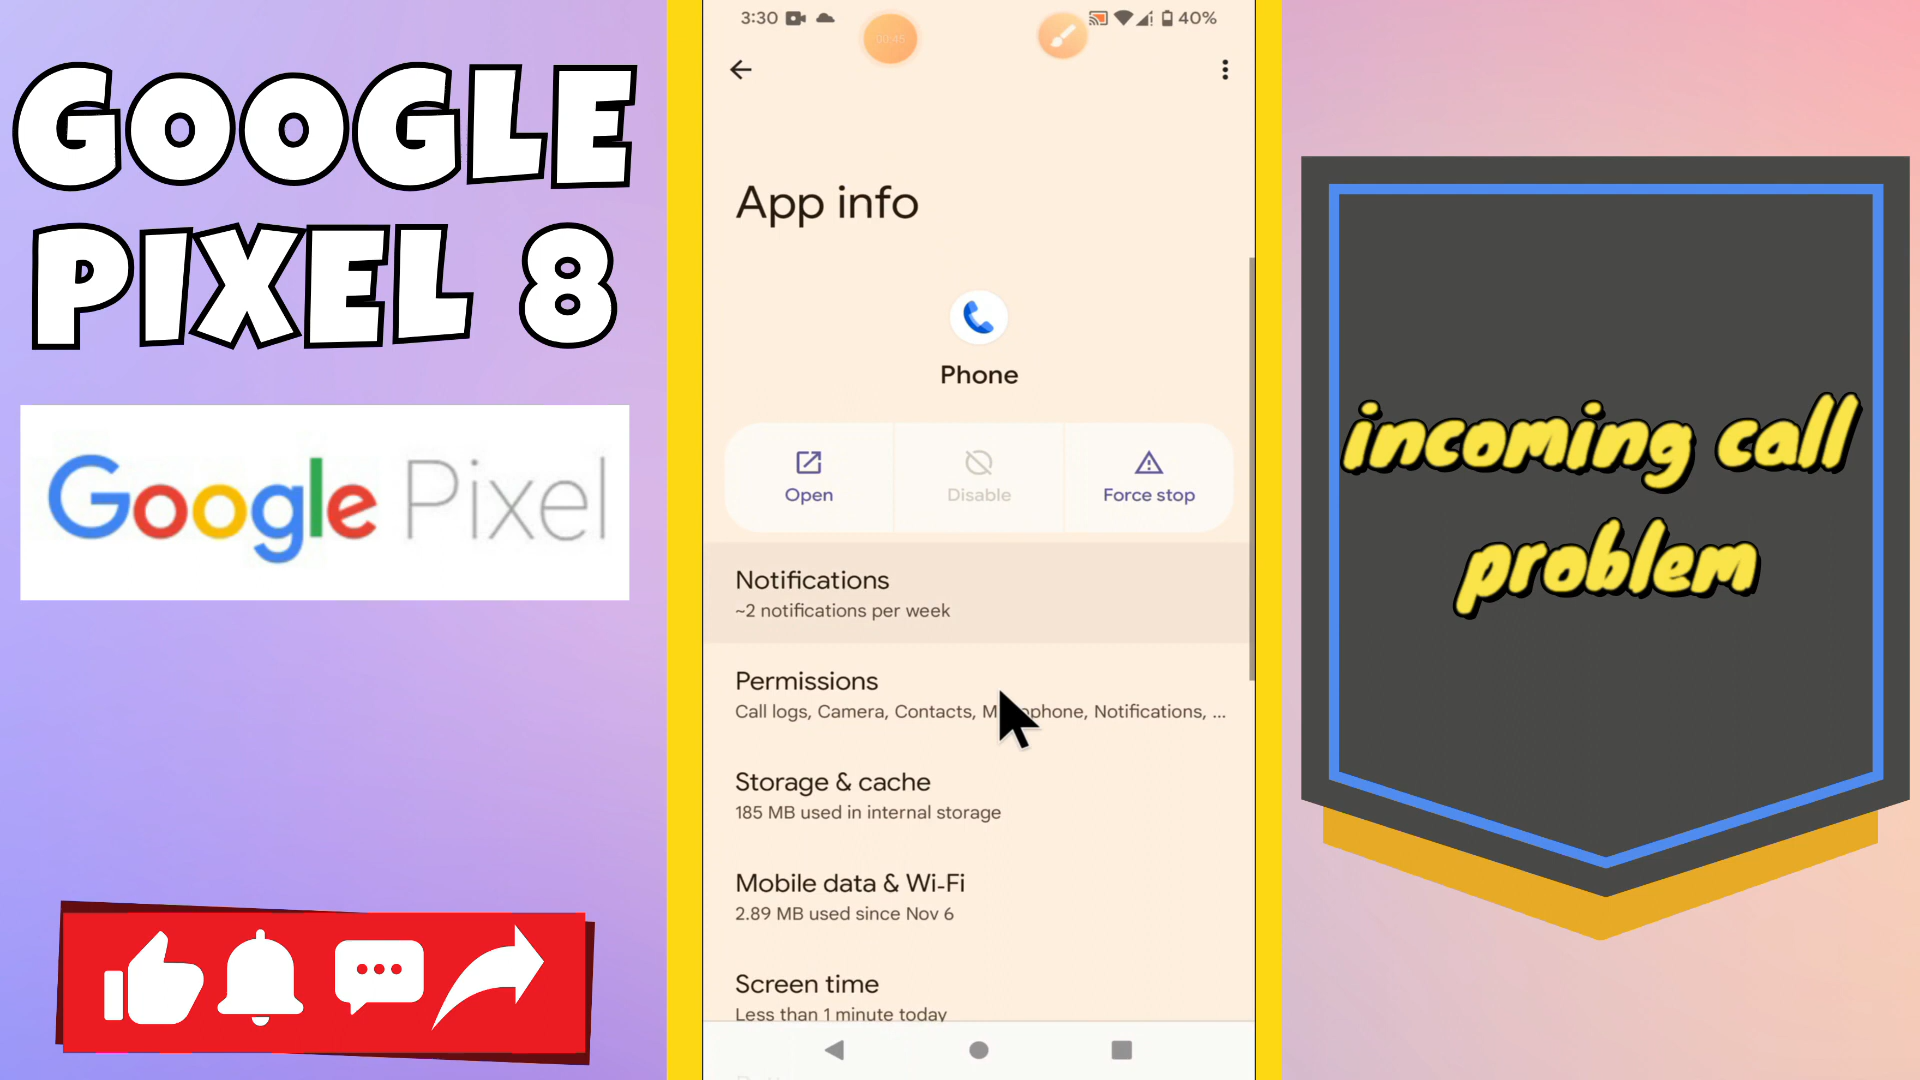 GOOGLE
PIXEL 8
Google Pixel
3:30
00:45
40%
App info
Phone
Open
Disable
Force stop
Notifications
~2 notifications per week
Permissions
Call logs, Camera, Contacts, M phone, Notifications, ...
Storage & cache
185 MB used in internal storage
Mobile data & Wi-Fi
2.89 MB used since Nov 6
Screen time
Less than 1 minute today
incoming call
problem